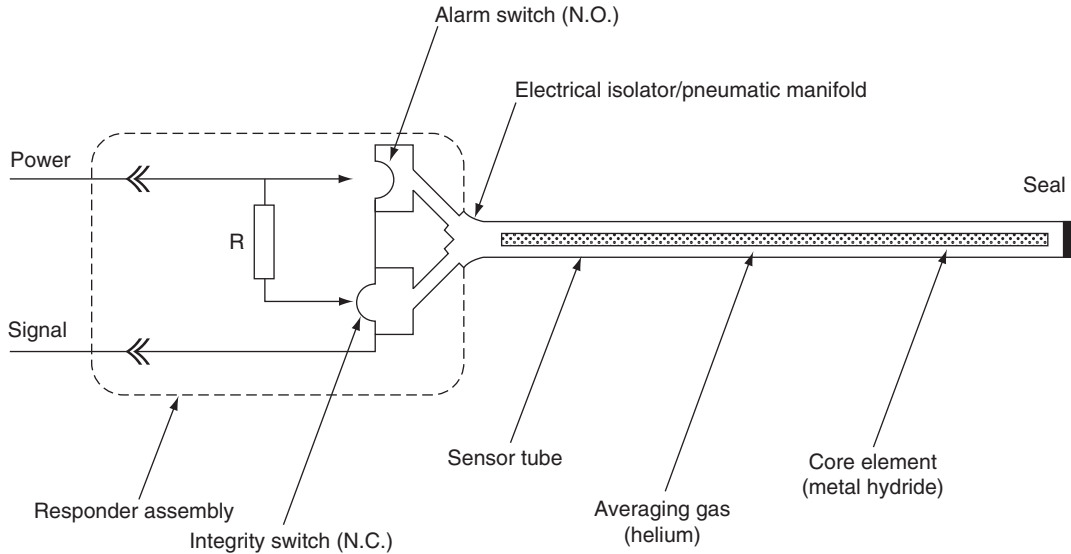 Alarm switch (N.O.)
Electrical isolator/pneumatic manifold
Power
Seal
R
Signal
Sensor tube
Core element
(metal hydride)
Averaging gas
(helium)
Responder assembly
Integrity switch (N.C.)